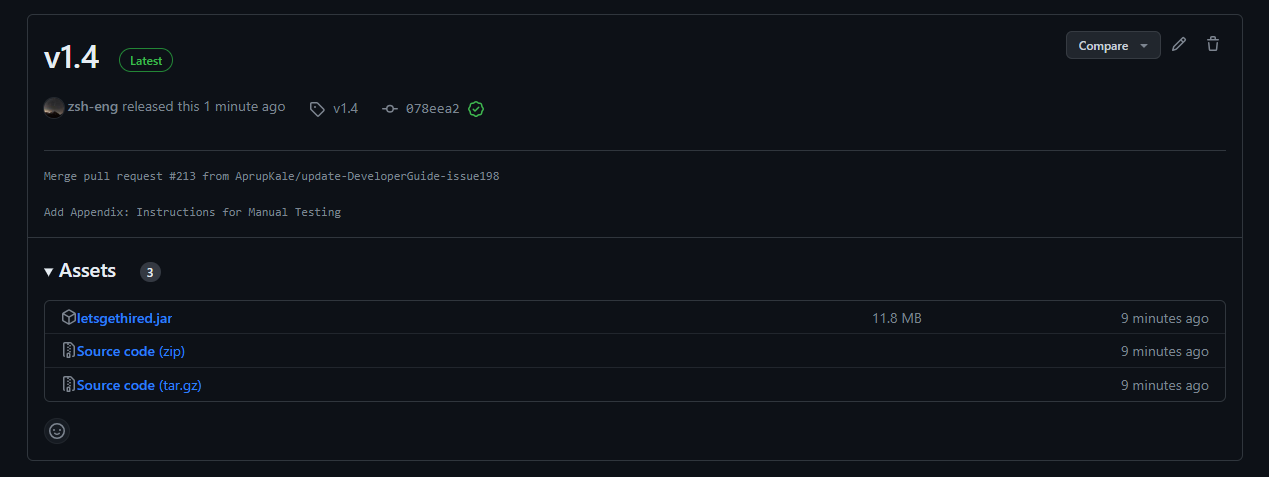 v1.4 Latest Compare
zsh-eng released this 1 minute ago v1.4 078eea2
Merge pull request #213 from AprupKale/update-DeveloperGuide-issue198
Add Appendix: Instructions for Manual Testing
Assets 3
letsgethired.jar 11.8 MB 9 minutes ago
Source code (zip) 9 minutes ago
Source code (tar.gz) 9 minutes ago